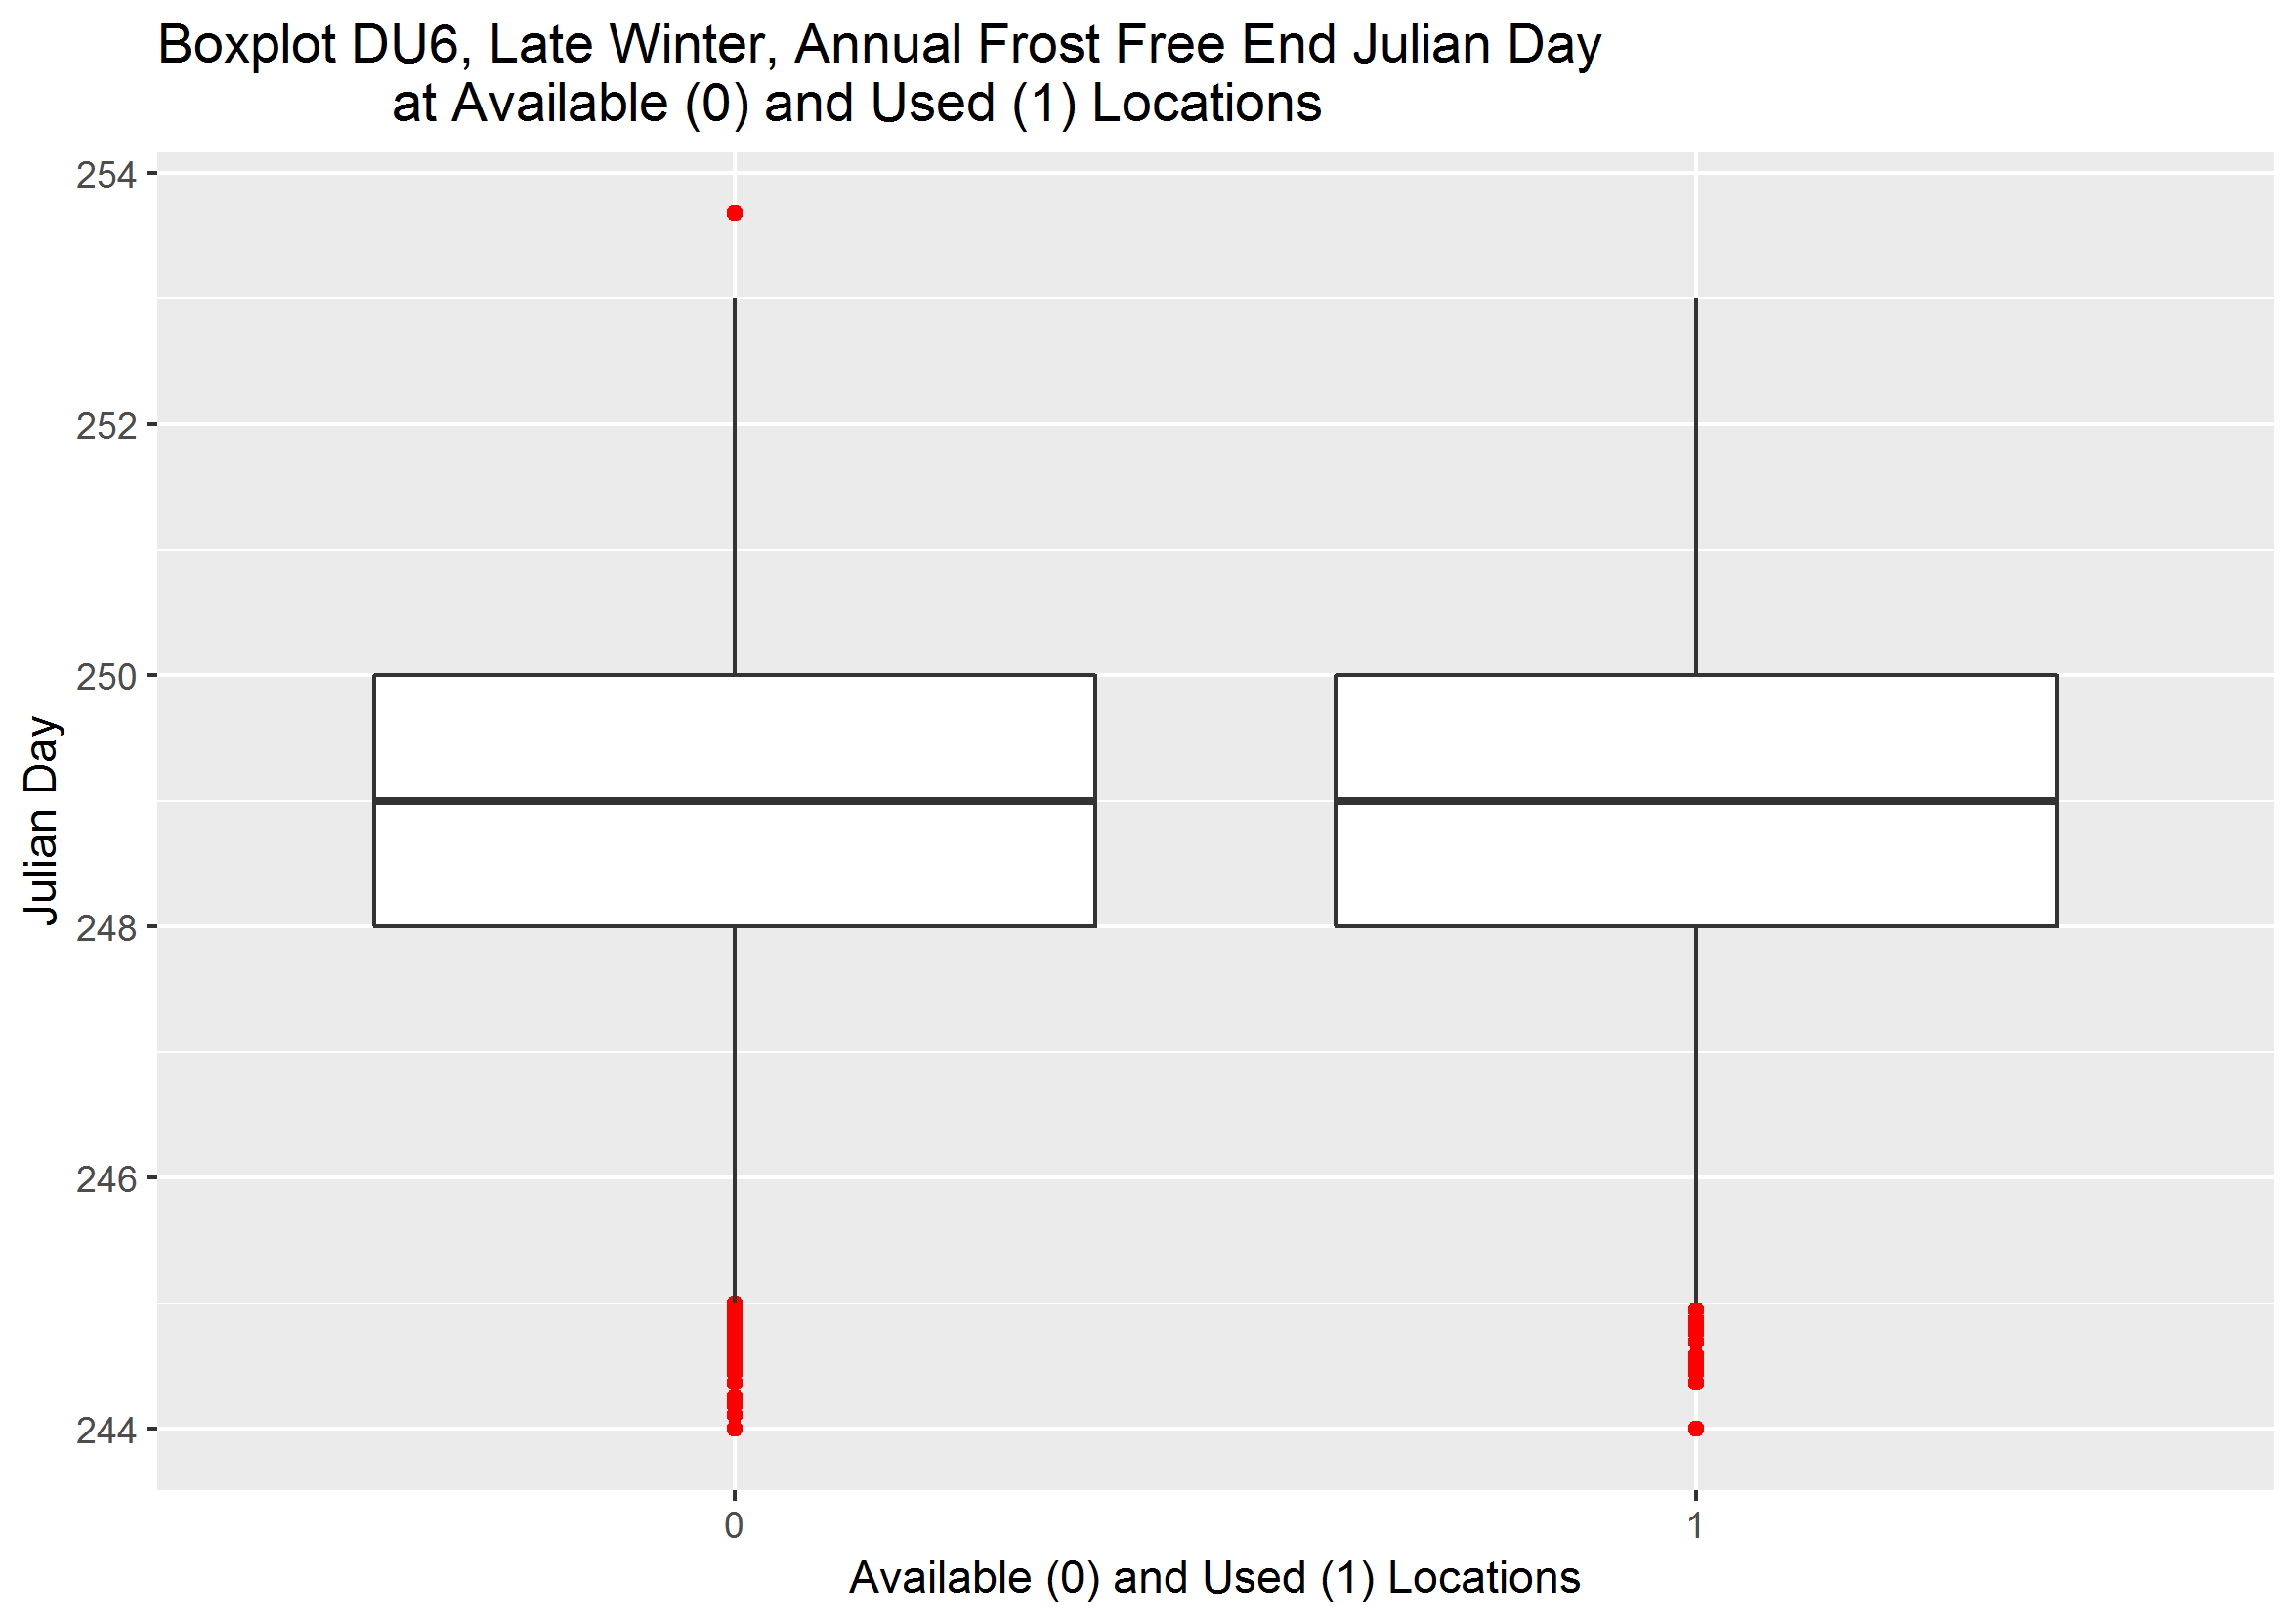 Boxplot DU6, Late Winter, Annual Frost Free End Julian Day
at Available (0) and Used (1) Locations
254
252
250
248
246
244
Julian Day
0
1
Available (0) and Used (1) Locations